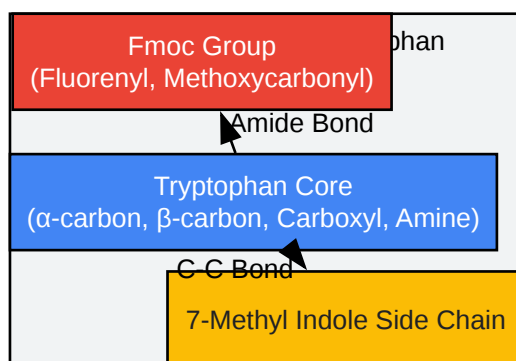 Fmoc Group
(Fluorenyl, Methoxycarbonyl)
Amide Bond
Tryptophan Core
(α-carbon, β-carbon, Carboxyl, Amine)
C-C Bond
7-Methyl Indole Side Chain